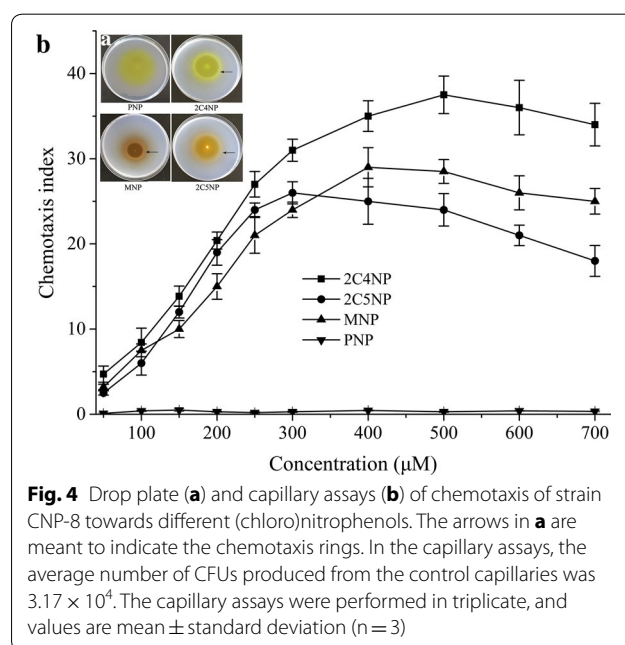 b
a
PNP
2C4NP
MNP
2C5NP
Chemotaxis index
40
30
20
10
0
2C4NP
2C5NP
MNP
PNP
100 200 300 400 500 600 700
Concentration (μM)
Fig. 4 Drop plate (a) and capillary assays (b) of chemotaxis of strain
CNP-8 towards different (chloro)nitrophenols. The arrows in a are
meant to indicate the chemotaxis rings. In the capillary assays, the
average number of CFUs produced from the control capillaries was
3.17 × 10⁴. The capillary assays were performed in triplicate, and
values are mean ± standard deviation (n = 3)